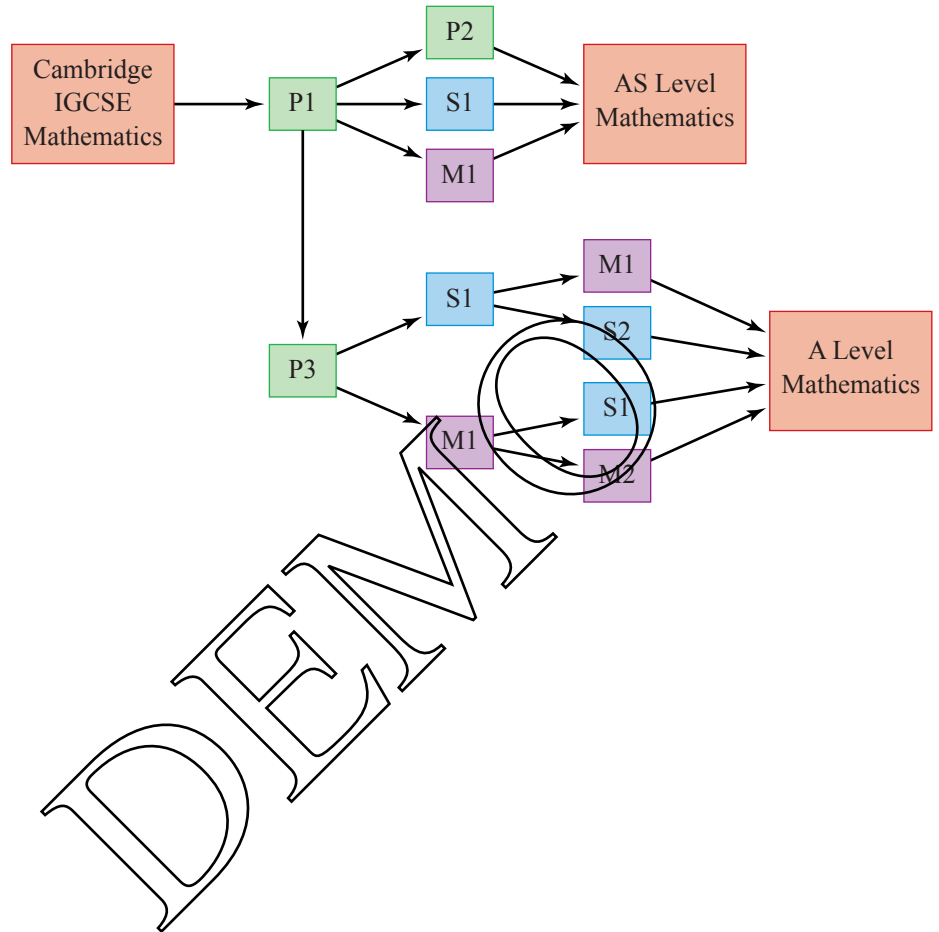 Cambridge
IGCSE
Mathematics
P1
P2
S1
M1
AS Level
Mathematics
P3
S1
M1
M1
S2
S1
M2
A Level
Mathematics
DEMO